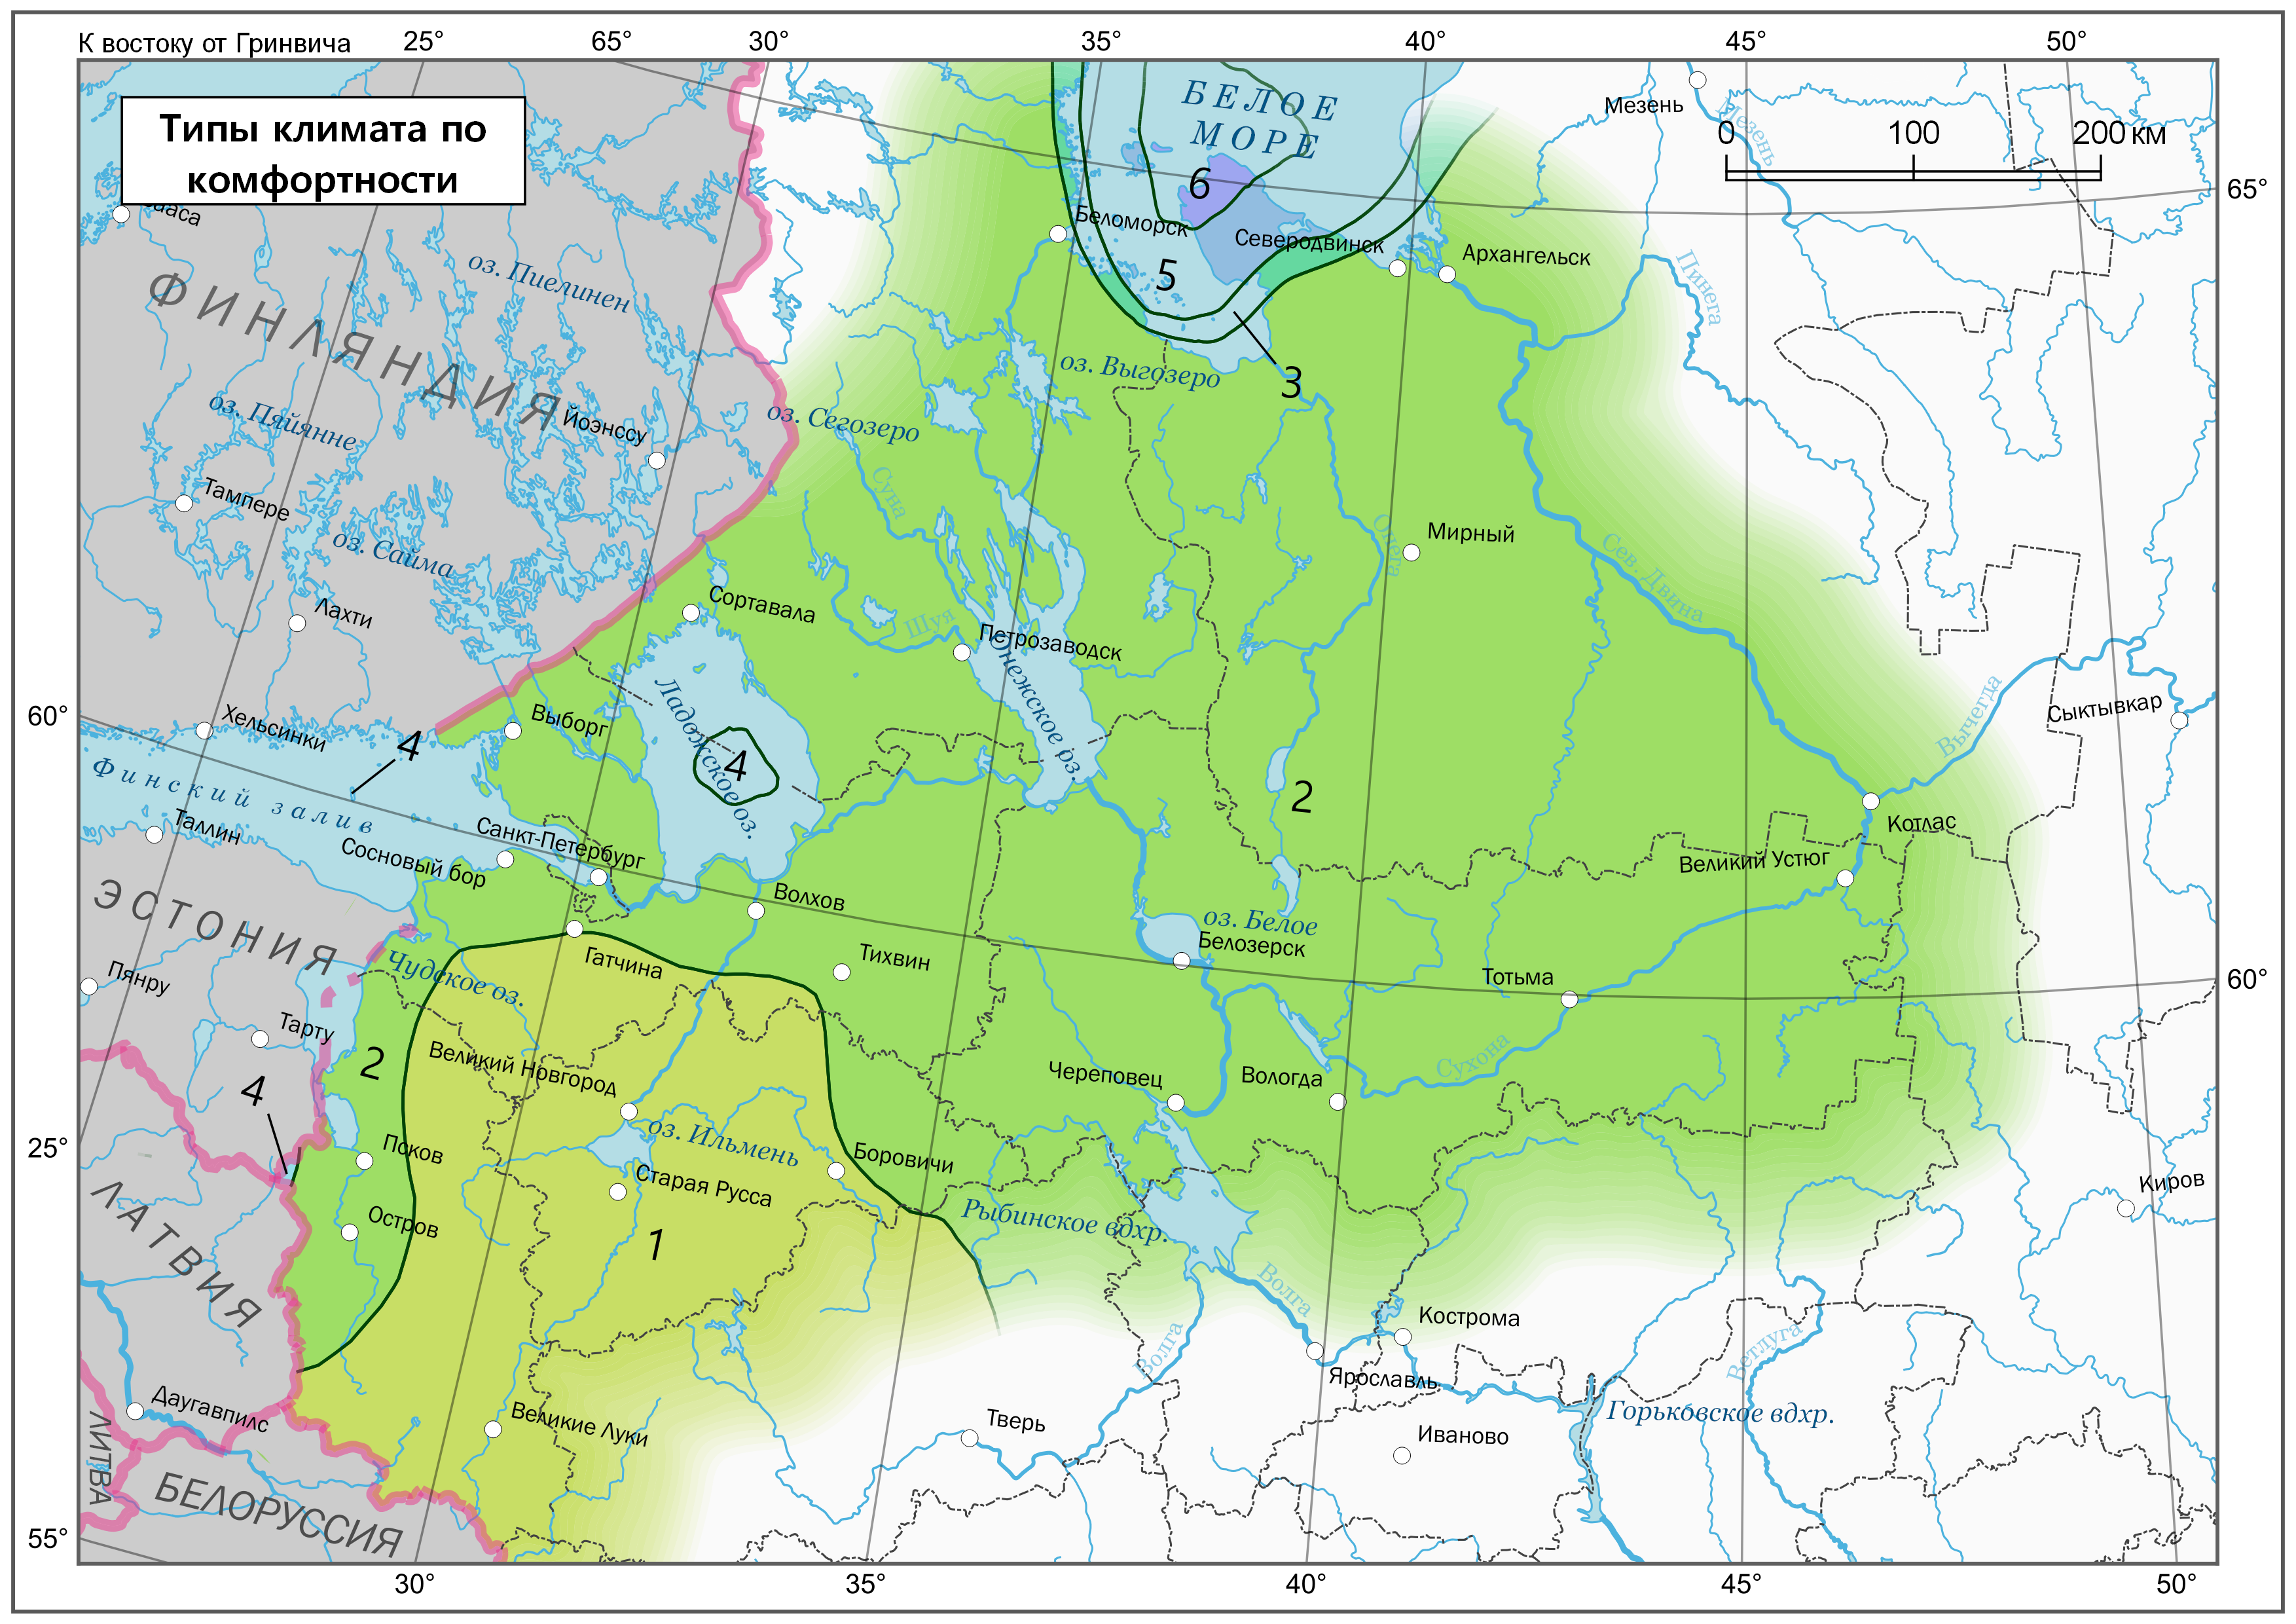 К востоку от Гринвича 25° 65° 30° 35° 40° 45° 50°
Типы климата по
комфортности
БЕЛОЕ
МОРЕ
Мезень
Мезень
0 100 200 км
65°
6
Беломорск
Северодвинск
Архангельск
5
3
Пинега
ФИНЛЯНДИЯ
оз. Пиелинен
оз. Выгозеро
оз. Пяйянне
Йоэнссу
оз. Сегозеро
Суна
Тампере
оз. Сайма
Онега
Мирный
Сев. Двина
Лахти
Сортавала
Шуя
Петрозаводск
Онежское рз.
60°
Хельсинки
4
Выборг
Ладожское оз.
4
Сыктывкар
Вычегда
Финский залив
2
Таллин
Санкт-Петербург
Сосновый бор
Котлас
Великий Устюг
ЭСТОНИЯ
Волхов
оз. Белое
Белозерск
Чудское оз.
Гатчина
Тихвин
Тотьма
60°
Пянру
Тарту
2
Великий Новгород
Череповец
Вологда
Сухона
4
25°
Псков
оз. Ильмень
Боровичи
Старая Русса
Киров
ЛАТВИЯ
Остров
1
Рыбинское вдхр.
Волга
Волга
Кострома
Ветлуга
Ярославль
Даугавпилс
Великие Луки
Тверь
Иваново
Горьковское вдхр.
ЛИТВА
БЕЛОРУССИЯ
55°
30° 35° 40° 45° 50°